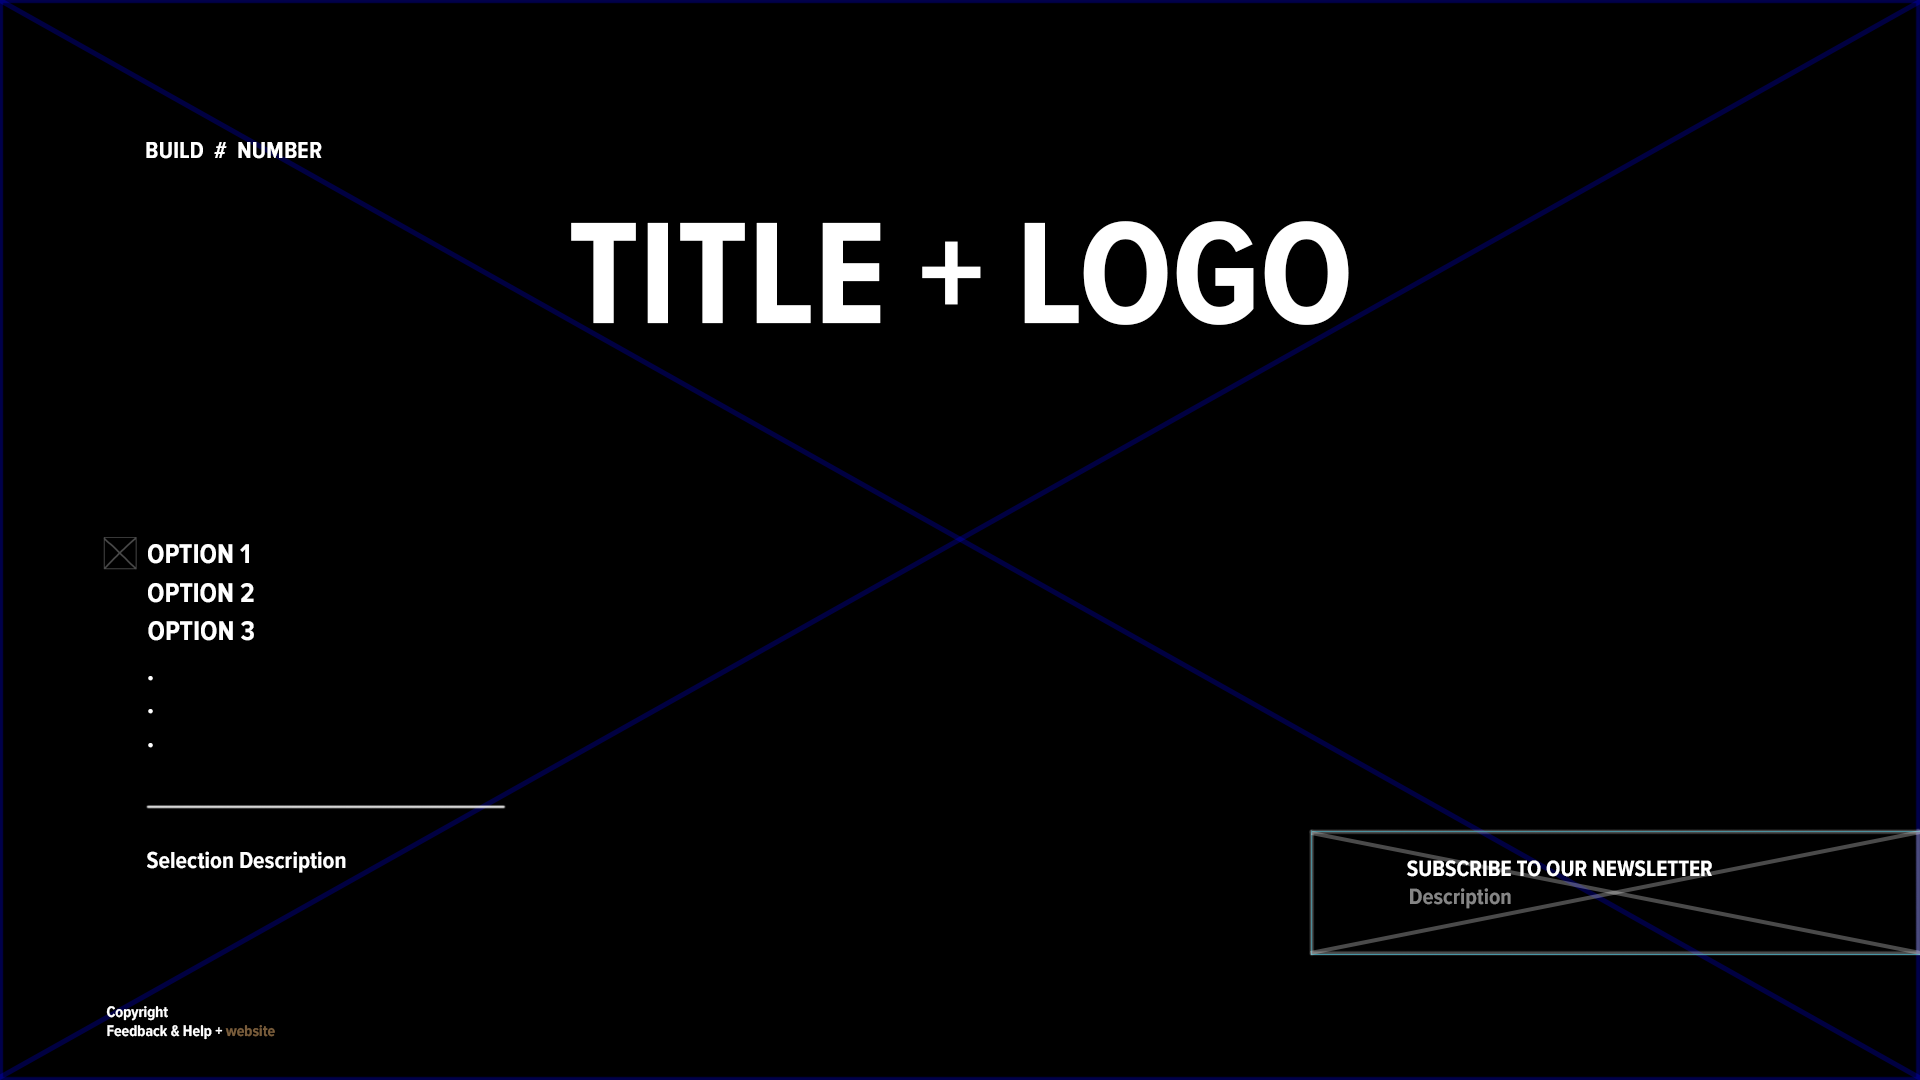 BUILD # NUMBER
TITLE + LOGO
OPTION 1
OPTION 2
OPTION 3
.
.
.
Selection Description
SUBSCRIBE TO OUR NEWSLETTER
Description
Copyright
Feedback & Help + website